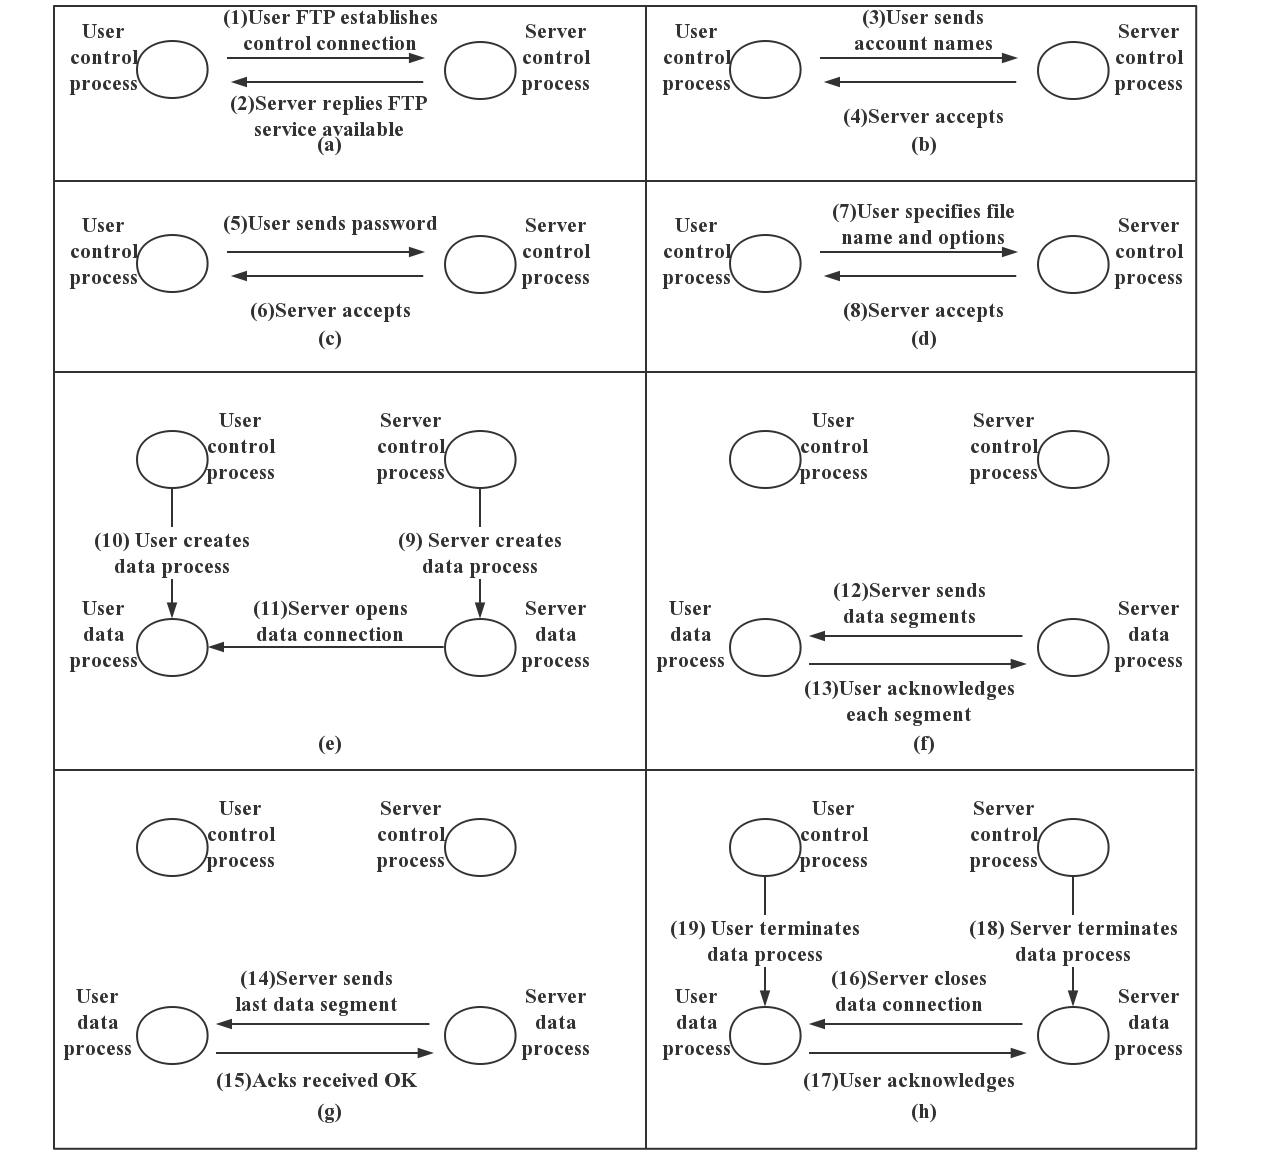 User
control
process
(1)User FTP establishes
control connection
Server
control
process
(2)Server replies FTP
service available
(a)
User
control
process
(3)User sends
account names
Server
control
process
(4)Server accepts
(b)
User
control
process
(5)User sends password
Server
control
process
(6)Server accepts
(c)
User
control
process
(7)User specifies file
name and options
Server
control
process
(8)Server accepts
(d)
User
control
process
Server
control
process
(10) User creates
data process
(9) Server creates
data process
User
data
process
(11)Server opens
data connection
Server
data
process
(e)
User
control
process
Server
control
process
User
data
process
(12)Server sends
data segments
Server
data
process
(13)User acknowledges
each segment
(f)
User
control
process
Server
control
process
User
data
process
(14)Server sends
last data segment
Server
data
process
(15)Acks received OK
(g)
User
control
process
Server
control
process
(19) User terminates
data process
(18) Server terminates
data process
User
data
process
(16)Server closes
data connection
Server
data
process
(17)User acknowledges
(h)